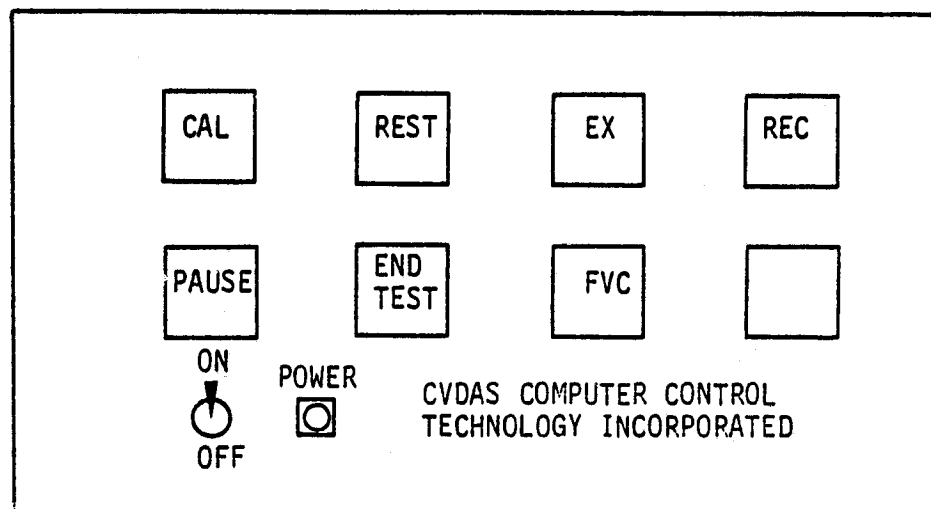 CAL REST EX REC
PAUSE END TEST FVC
ON
POWER
OFF
CVDAS COMPUTER CONTROL
TECHNOLOGY INCORPORATED